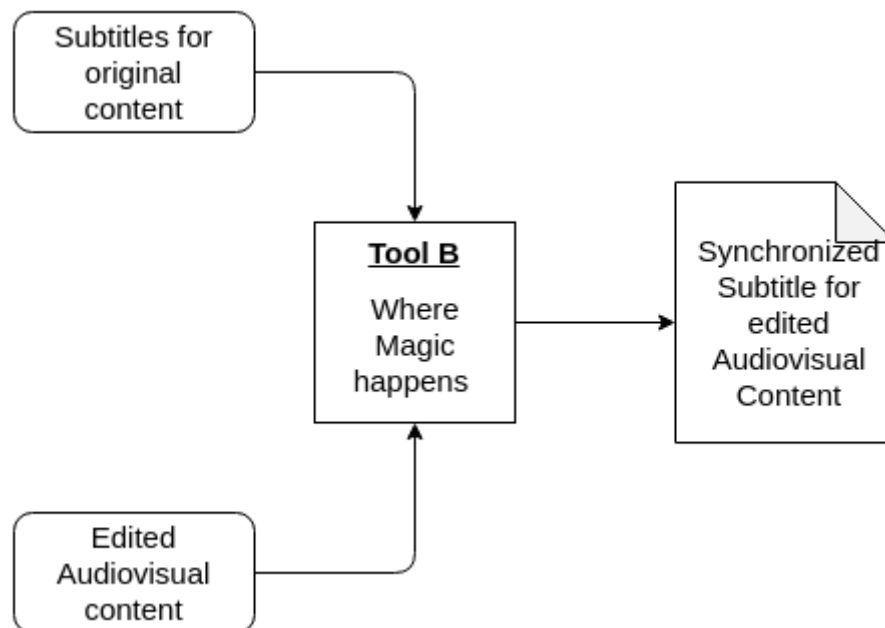 Subtitles for
original
content
Tool B
Where
Magic
happens
Synchronized
Subtitle for
edited
Audiovisual
Content
Edited
Audiovisual
content